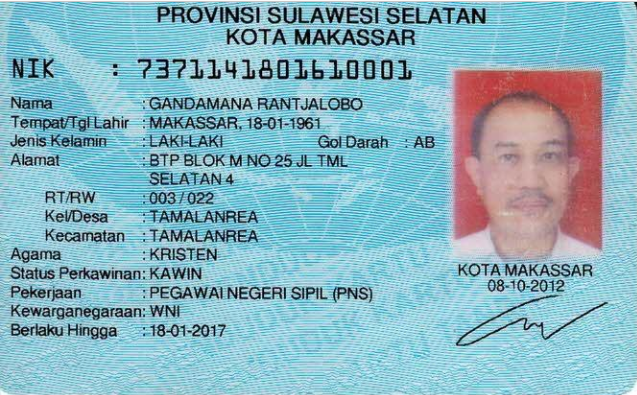 PROVINSI SULAWESI SELATAN
KOTA MAKASSAR
NIK : 7371141801610001
Nama : GANDAMANA RANTJALOBO
Tempat/Tgl Lahir : MAKASSAR, 18-01-1961
Jenis Kelamin : LAKI-LAKI Gol Darah : AB
Alamat : BTP BLOK M NO 25 JL TML
SELATAN 4
RT/RW : 003 / 022
Kel/Desa : TAMALANREA
Kecamatan : TAMALANREA
Agama : KRISTEN
Status Perkawinan: KAWIN
Pekerjaan : PEGAWAI NEGERI SIPIL (PNS)
Kewarganegaraan: WNI
Berlaku Hingga : 18-01-2017
KOTA MAKASSAR
08-10-2012